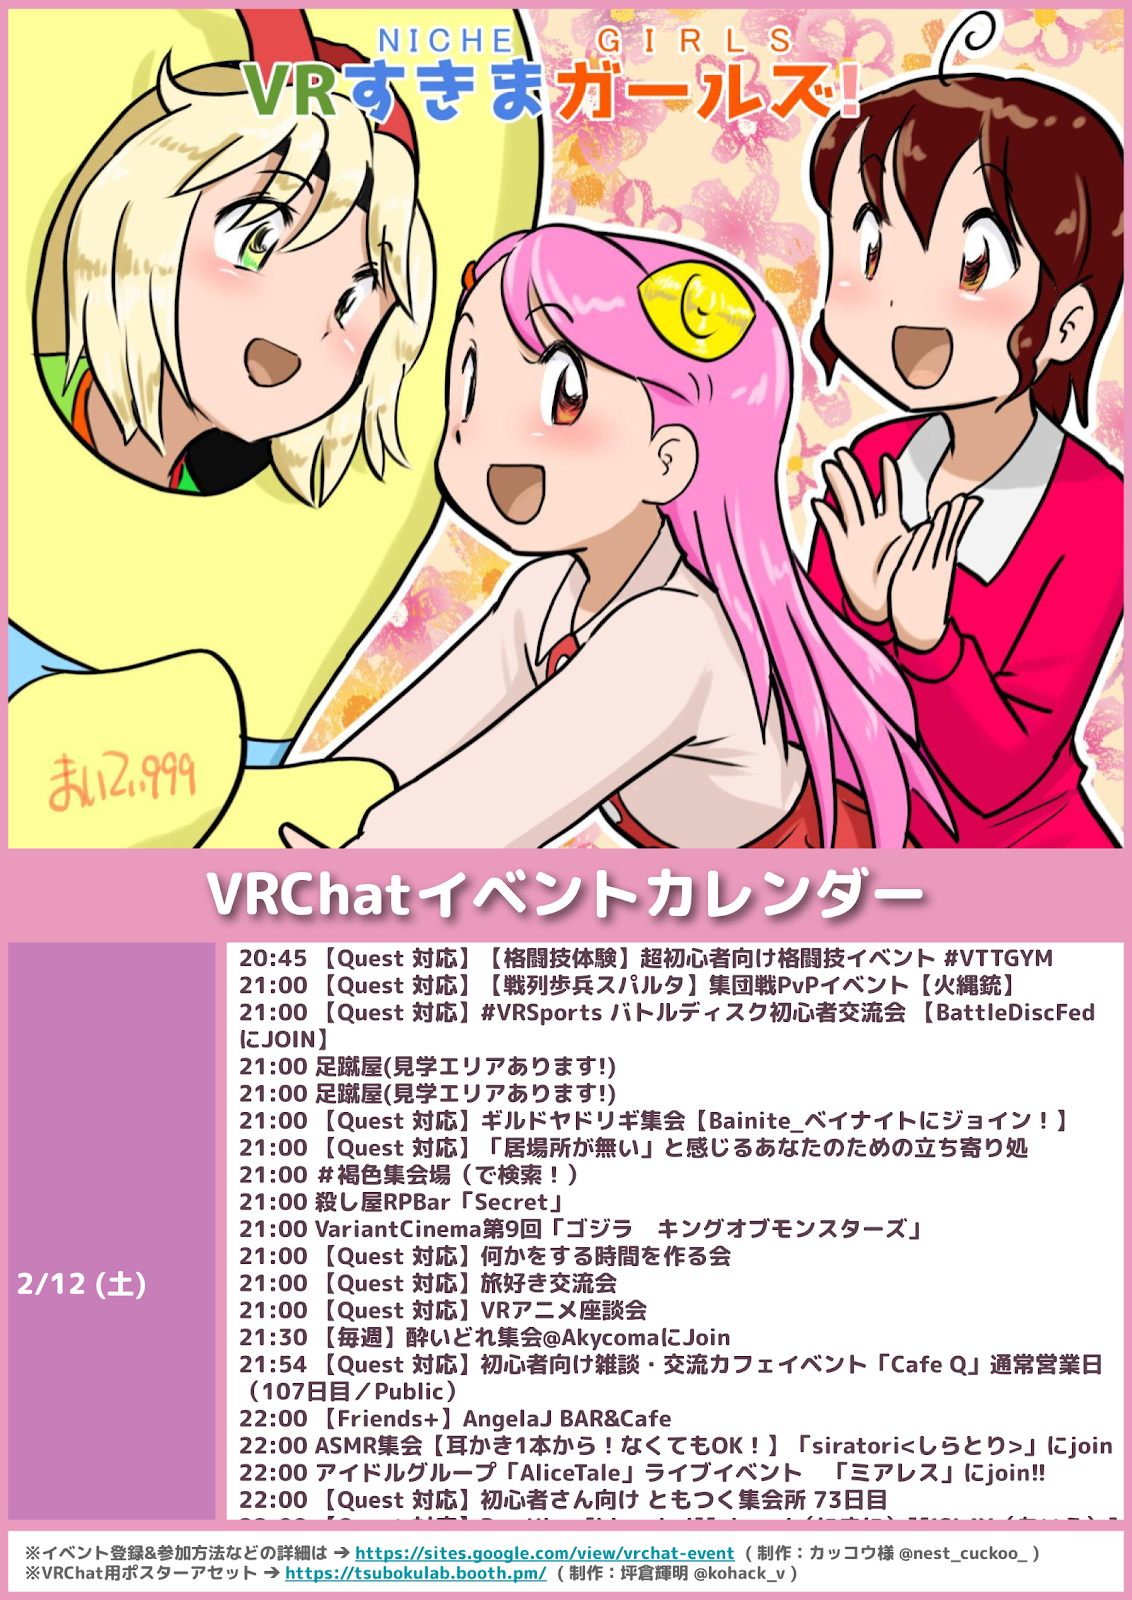 NICHE GIRLS
VRすきまガールズ!
まいてぃ999
VRChatイベントカレンダー
2/12 (土)
20:45 【Quest 対応】【格闘技体験】超初心者向け格闘技イベント #VTTGYM
21:00 【Quest 対応】【戦列歩兵スパルタ】集団戦PvPイベント【火縄銃】
21:00 【Quest 対応】#VRSports バトルディスク初心者交流会 【BattleDiscFed
にJOIN】
21:00 足蹴屋(見学エリアあります!)
21:00 足蹴屋(見学エリアあります!)
21:00 【Quest 対応】ギルドヤドリギ集会【Bainite_ベイナイトにジョイン！】
21:00 【Quest 対応】「居場所が無い」と感じるあなたのための立ち寄り処
21:00 ＃褐色集会場（で検索！）
21:00 殺し屋RPBar「Secret」
21:00 VariantCinema第9回「ゴジラ　キングオブモンスターズ」
21:00 【Quest 対応】何かをする時間を作る会
21:00 【Quest 対応】旅好き交流会
21:00 【Quest 対応】VRアニメ座談会
21:30 【毎週】酔いどれ集会@AkycomaにJoin
21:54 【Quest 対応】初心者向け雑談・交流カフェイベント「Cafe Q」通常営業日
（107日目／Public）
22:00 【Friends+】AngelaJ BAR&Cafe
22:00 ASMR集会【耳かき1本から！なくてもOK！】「siratori<しらとり>」にjoin
22:00 アイドルグループ「AliceTale」ライブイベント　「ミアレス」にjoin!!
22:00 【Quest 対応】初心者さん向け ともつく集会所 73日目
※イベント登録&参加方法などの詳細は → https://sites.google.com/view/vrchat-event ( 制作：カッコウ様 @nest_cuckoo_ )
※VRChat用ポスターアセット → https://tsubokulab.booth.pm/ ( 制作：坪倉輝明 @kohack_v )